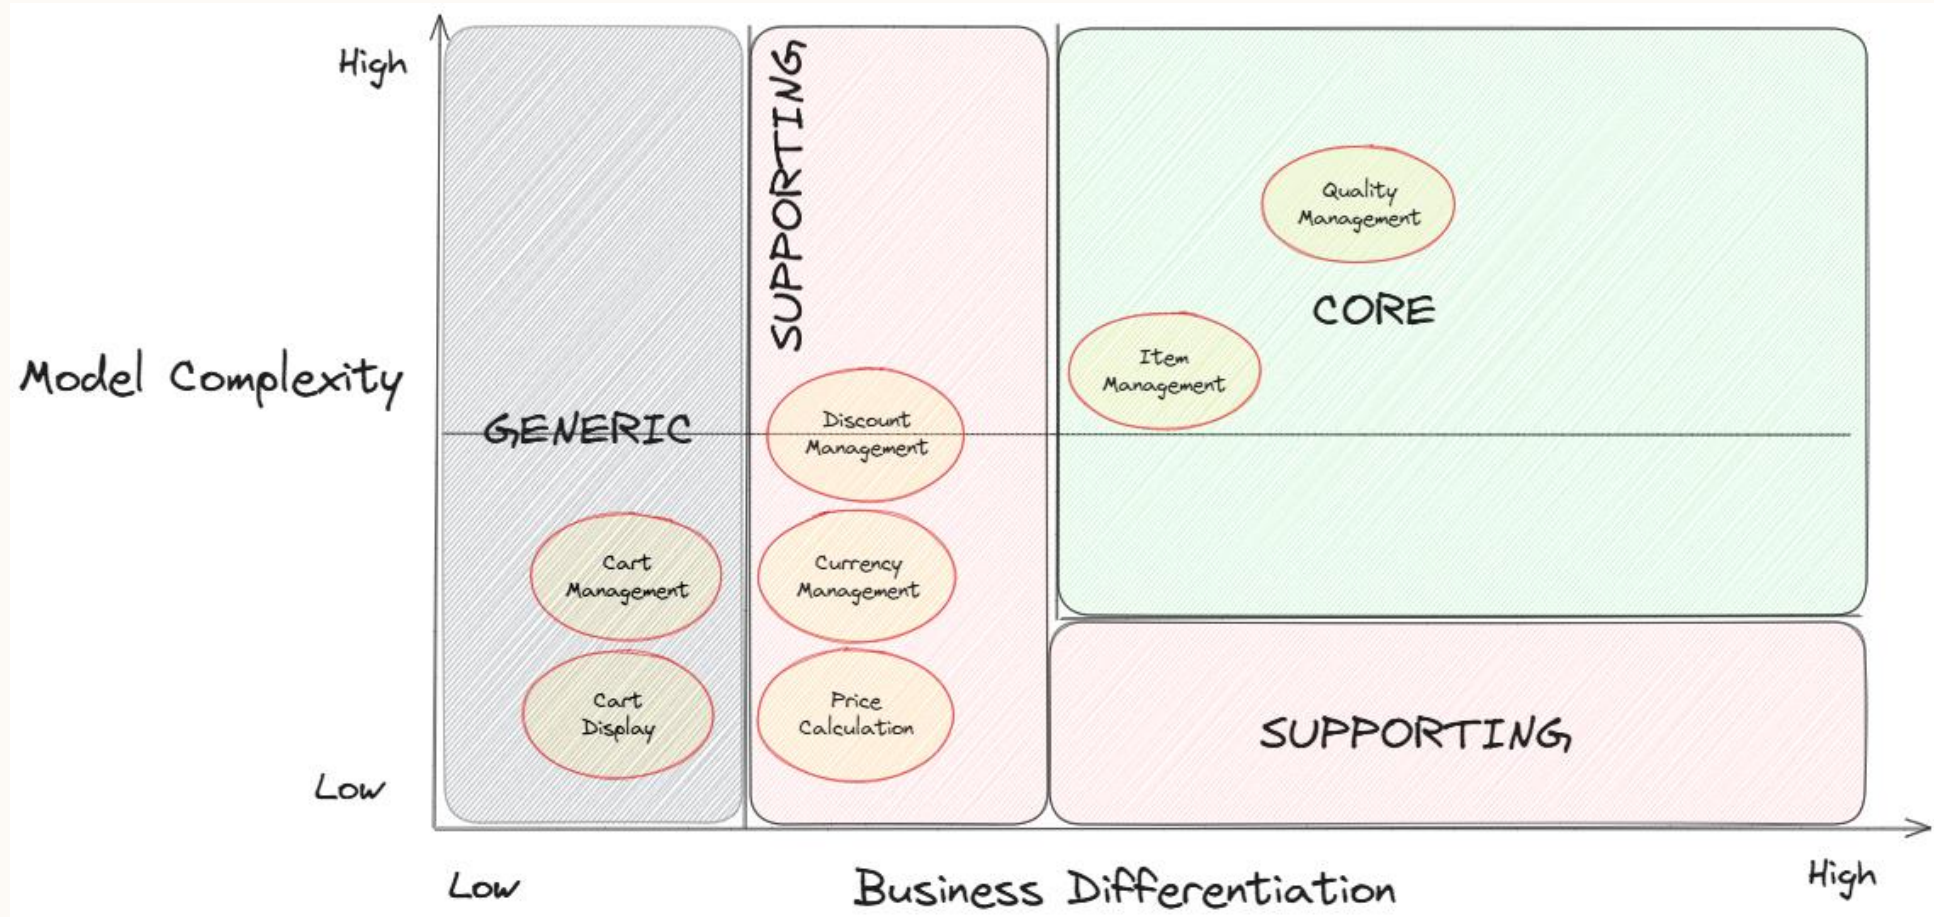 High
SUPPORTING
Quality
Management
CORE
Item
Management
Model Complexity
GENERIC
Discount
Management
Cart
Management
Currency
Management
Cart
Display
Price
Calculation
SUPPORTING
Low
Low
Business Differentiation
High